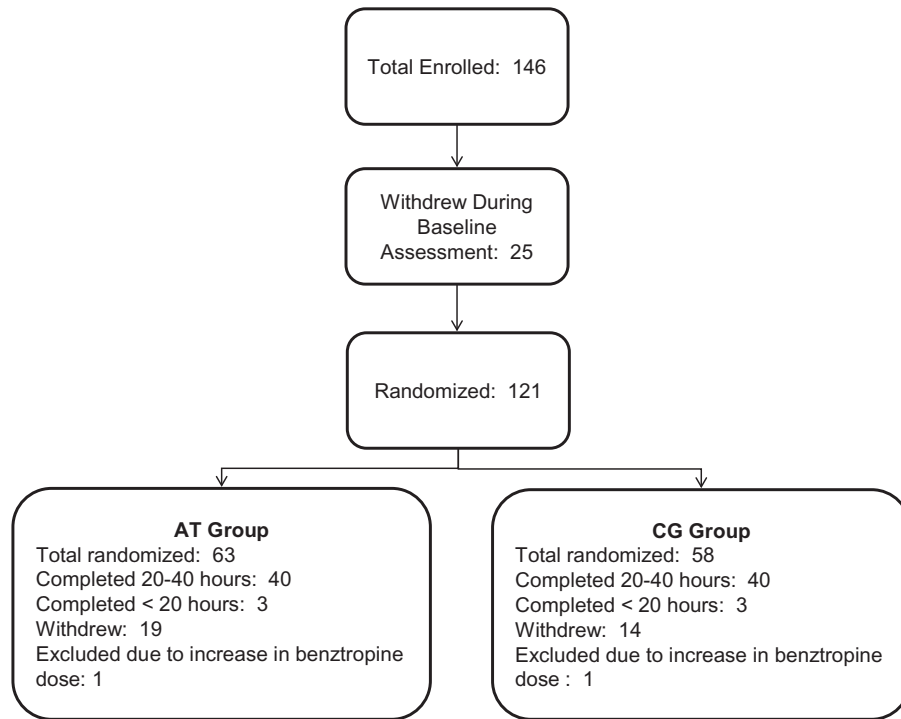 Total Enrolled: 146
Withdrew During
Baseline
Assessment: 25
Randomized: 121
AT Group
Total randomized: 63
Completed 20-40 hours: 40
Completed < 20 hours: 3
Withdrew: 19
Excluded due to increase in benztropine
dose: 1
CG Group
Total randomized: 58
Completed 20-40 hours: 40
Completed < 20 hours: 3
Withdrew: 14
Excluded due to increase in benztropine
dose : 1